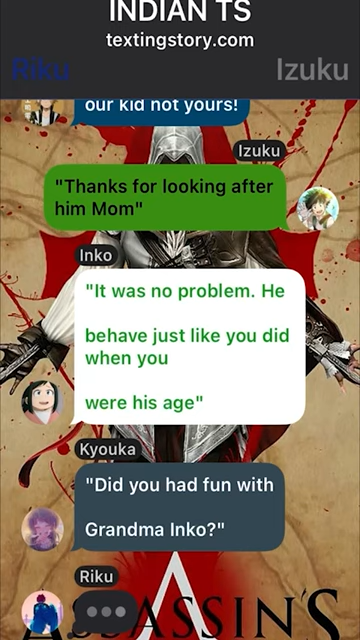 INDIAN TS
textingstory.com
Riku
Izuku
our kid not yours!
Izuku
"Thanks for looking after
him Mom"
Inko
"It was no problem. He
behave just like you did
when you
were his age"
Kyouka
"Did you had fun with
Grandma Inko?"
Riku
ASSASSIN'S